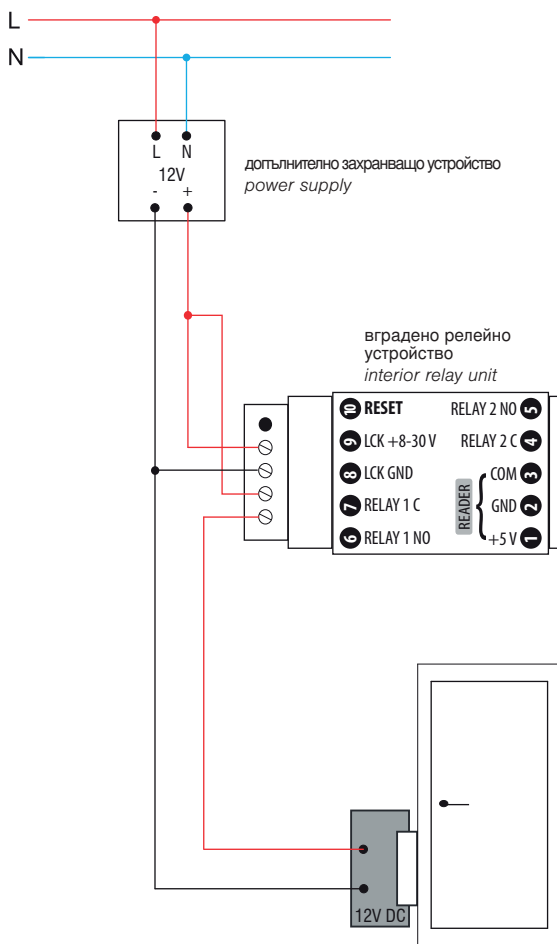 L
N
L N
12V
- +
допълнително захранващо устройство
power supply
вградено релейно
устройство
interior relay unit
10 RESET
9 LCK +8-30 V
8 LCK GND
7 RELAY 1 C
6 RELAY 1 NO
RELAY 2 NO 5
RELAY 2 C 4
COM 3
GND 2
+5 V 1
READER
12V DC